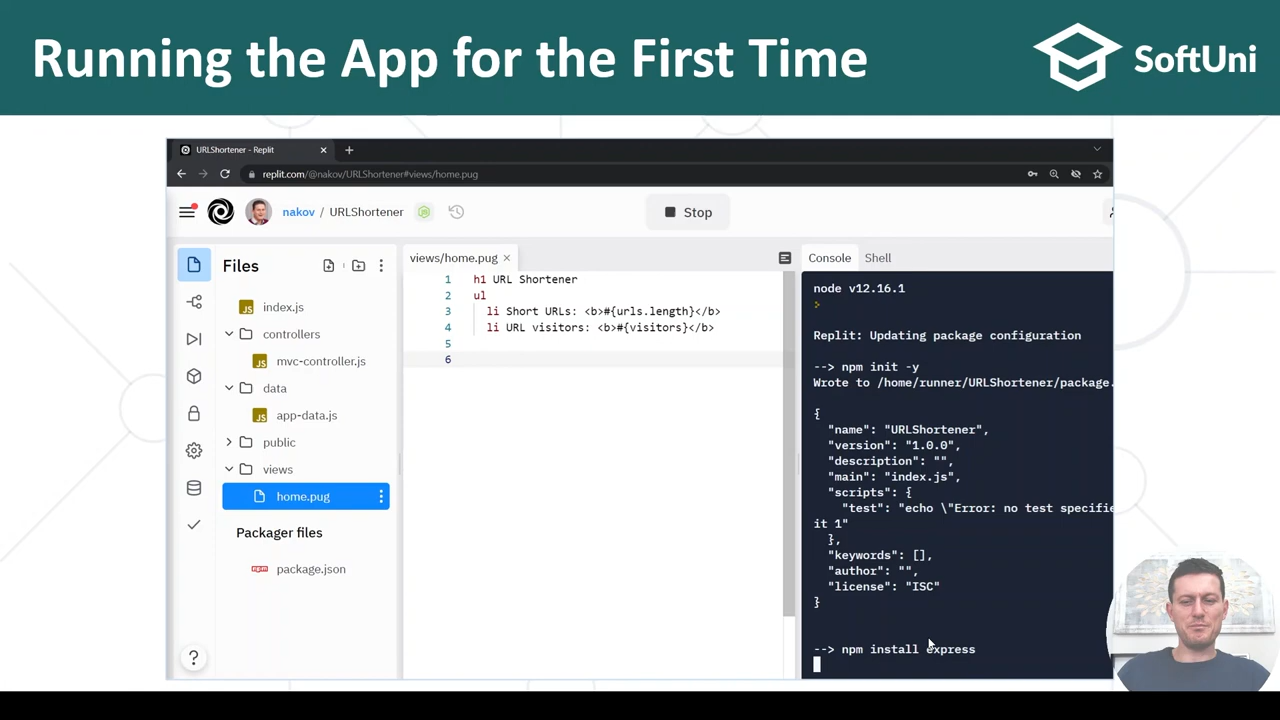 Running the App for the First Time
SoftUni
URLShortener - Replit
replit.com/@nakov/URLShortener#views/home.pug
nakov / URLShortener
Stop
Files
index.js
controllers
mvc-controller.js
data
app-data.js
public
views
home.pug
Packager files
package.json
views/home.pug
1 h1 URL Shortener
2 ul
3 li Short URLs: <b>#{urls.length}</b>
4 li URL visitors: <b>#{visitors}</b>
5
6
Console Shell
node v12.16.1
>
Replit: Updating package configuration
--> npm init -y
Wrote to /home/runner/URLShortener/package.
{
"name": "URLShortener",
"version": "1.0.0",
"description": "",
"main": "index.js",
"scripts": {
"test": "echo \"Error: no test specifie
it 1"
},
"keywords": [],
"author": "",
"license": "ISC"
}
--> npm install express